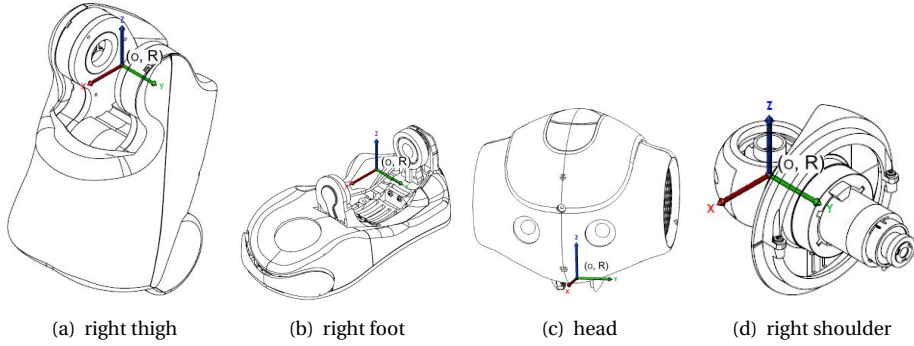 Z
(o, R)
X
Y
Z
(o, R)
X
Y
Z
(o, R)
X
Y
Z
(o, R)
X
Y
(a) right thigh
(b) right foot
(c) head
(d) right shoulder